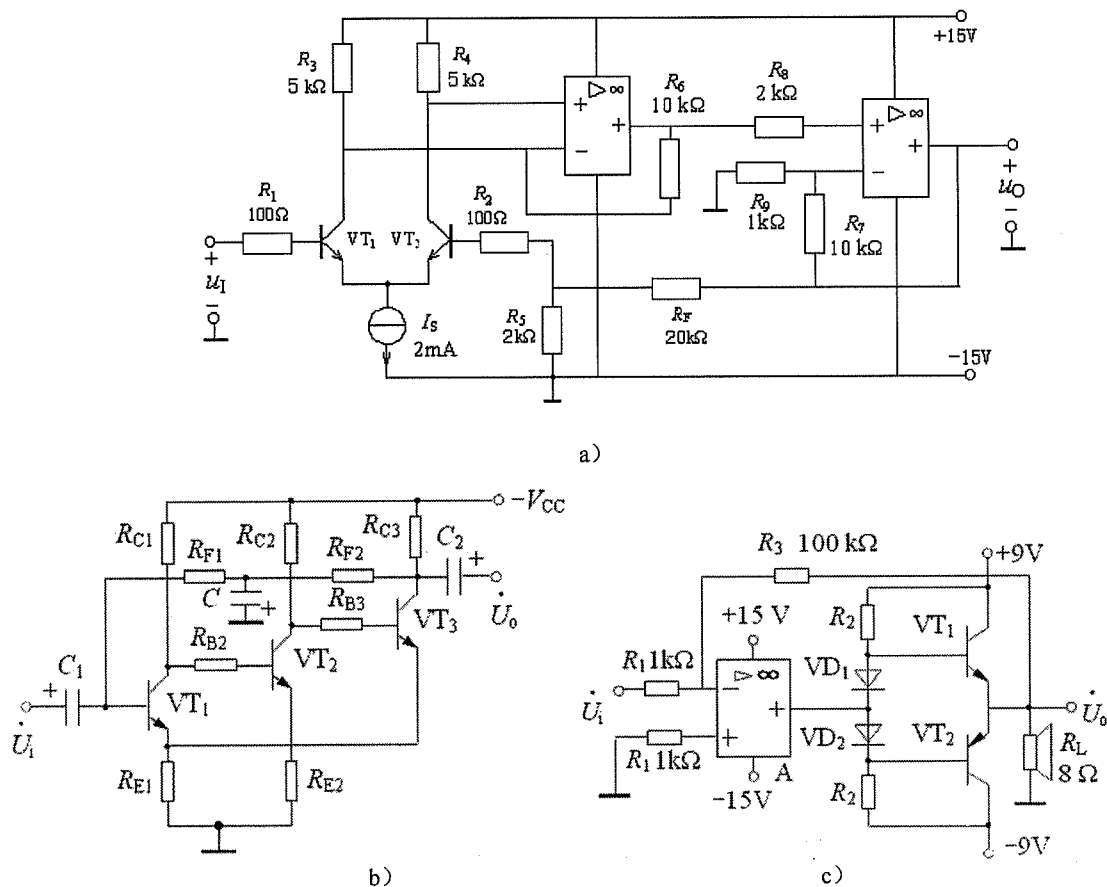 +15V
R3
5 kΩ
R4
5 kΩ
▷∞
+
+
−
R6
10 kΩ
R8
2 kΩ
▷∞
+
+
−
R9
1kΩ
R7
10 kΩ
+
uO
−
R1
100Ω
VT1
VT2
R2
100Ω
+
uI
−
IS
2mA
R5
2kΩ
RF
20kΩ
−15V
a)
−VCC
RC1
RC2
RC3
C2
+
RF1
RF2
C
+
RB3
U̇o
RB2
VT3
VT2
C1
+
VT1
U̇i
RE1
RE2
b)
R3 100 kΩ
+9V
+15 V
R2
VT1
R1 1kΩ
▷∞
−
+
+
VD1
U̇i
U̇o
VD2
VT2
R1 1kΩ
A
RL
8 Ω
−15V
R2
−9V
c)